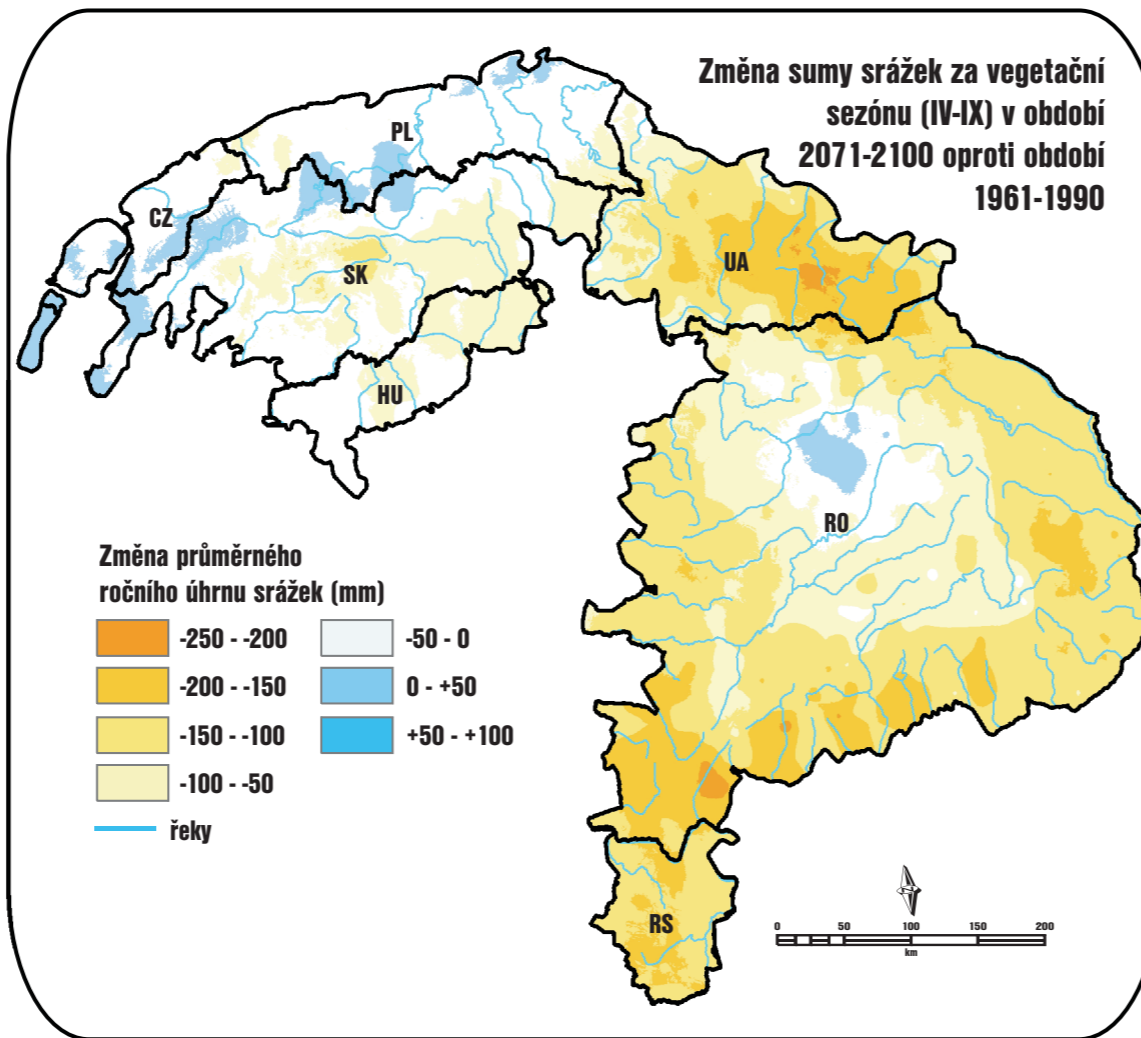 Změna sumy srážek za vegetační
sezónu (IV-IX) v období
2071-2100 oproti období
1961-1990
PL
CZ
SK
UA
HU
RO
RS
Změna průměrného
ročního úhrnu srážek (mm)
-250 - -200
-200 - -150
-150 - -100
-100 - -50
řeky
-50 - 0
0 - +50
+50 - +100
0 50 100 150 200
km